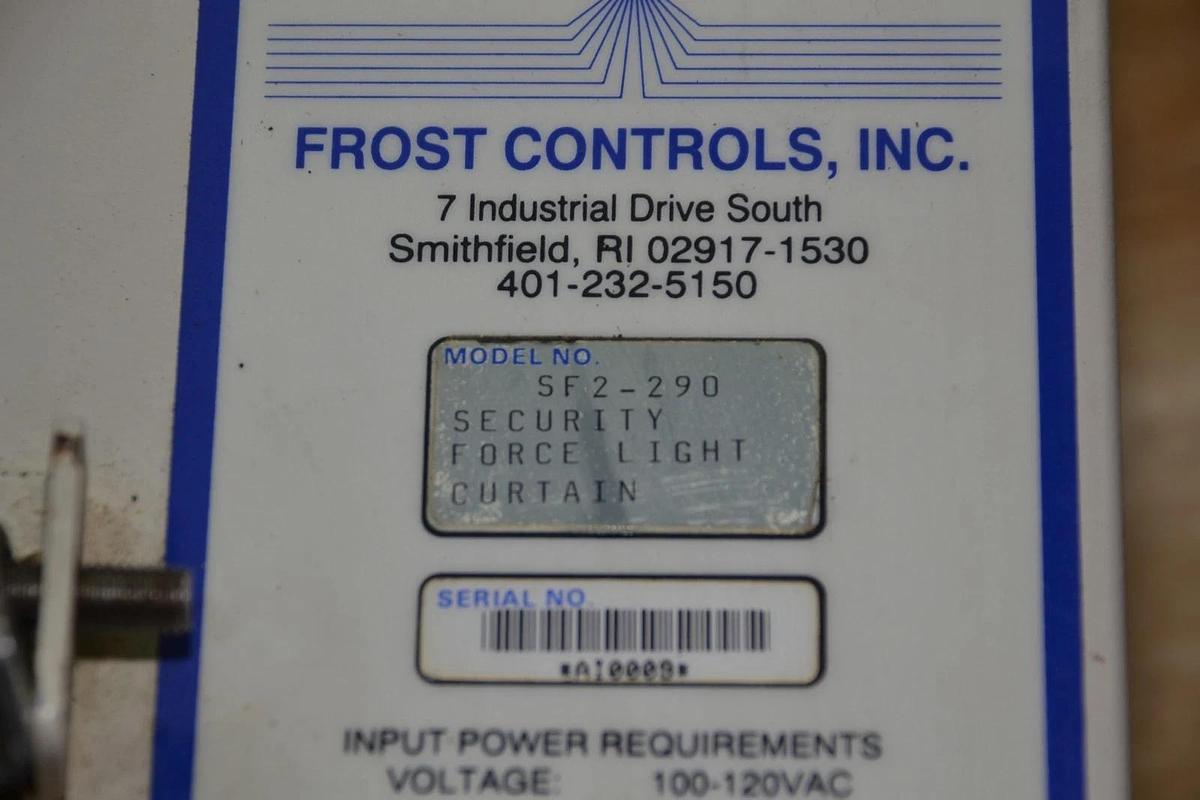 FROST CONTROLS, INC.
7 Industrial Drive South
Smithfield, RI 02917-1530
401-232-5150
MODEL NO.
SF2-290
SECURITY
FORCE LIGHT
CURTAIN
SERIAL NO.
*AI0009*
INPUT POWER REQUIREMENTS
VOLTAGE: 100-120VAC